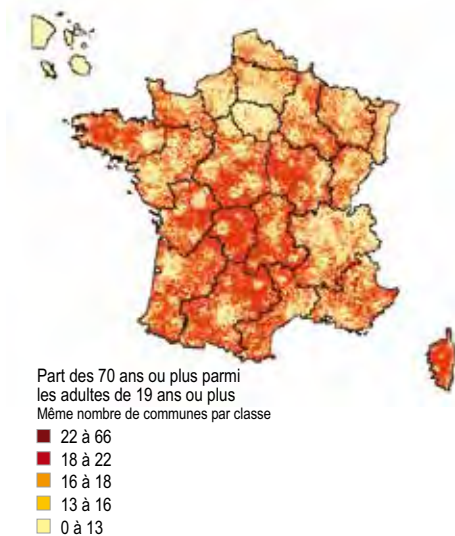 Part des 70 ans ou plus parmi
les adultes de 19 ans ou plus
Même nombre de communes par classe
22 à 66
18 à 22
16 à 18
13 à 16
0 à 13